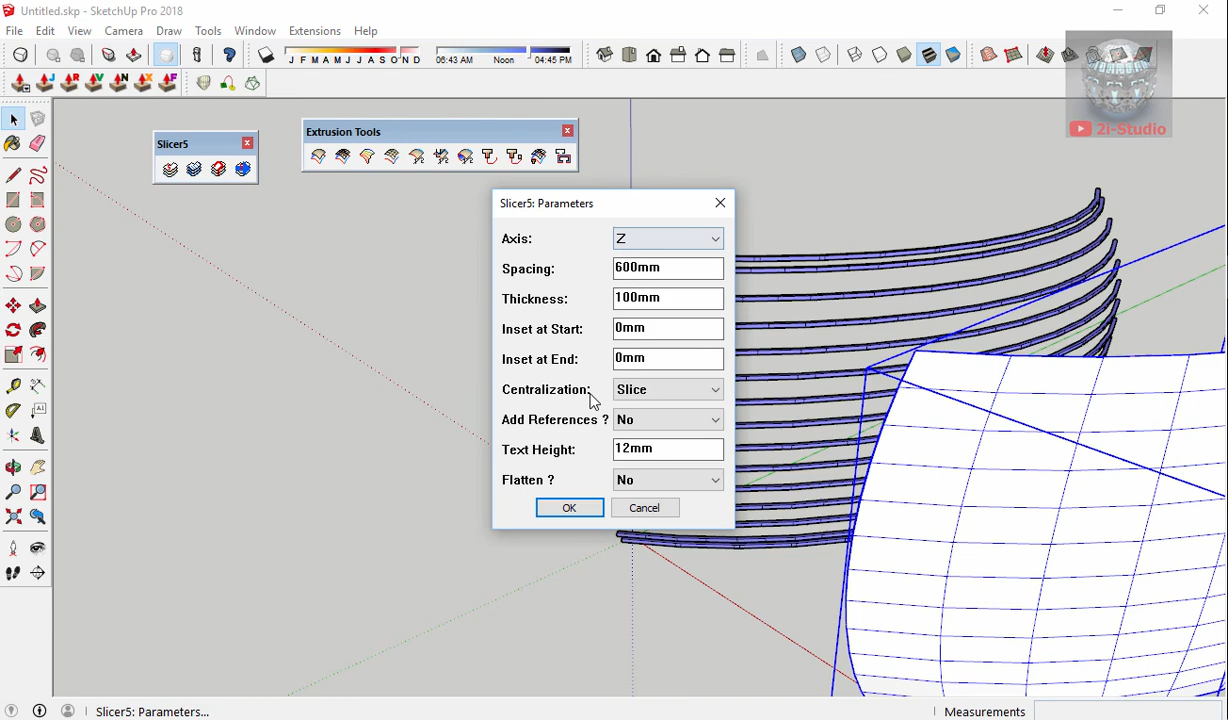 Untitled.skp - SketchUp Pro 2018
File Edit View Camera Draw Tools Window Extensions Help
J F M A M J J A S O N D
06:43 AM Noon 04:45 PM
J R V N X F
2i-Studio
Slicer5
Extrusion Tools
Slicer5: Parameters
Axis: Z
Spacing: 600mm
Thickness: 100mm
Inset at Start: 0mm
Inset at End: 0mm
Centralization: Slice
Add References ? No
Text Height: 12mm
Flatten ? No
OK Cancel
Slicer5: Parameters...
Measurements